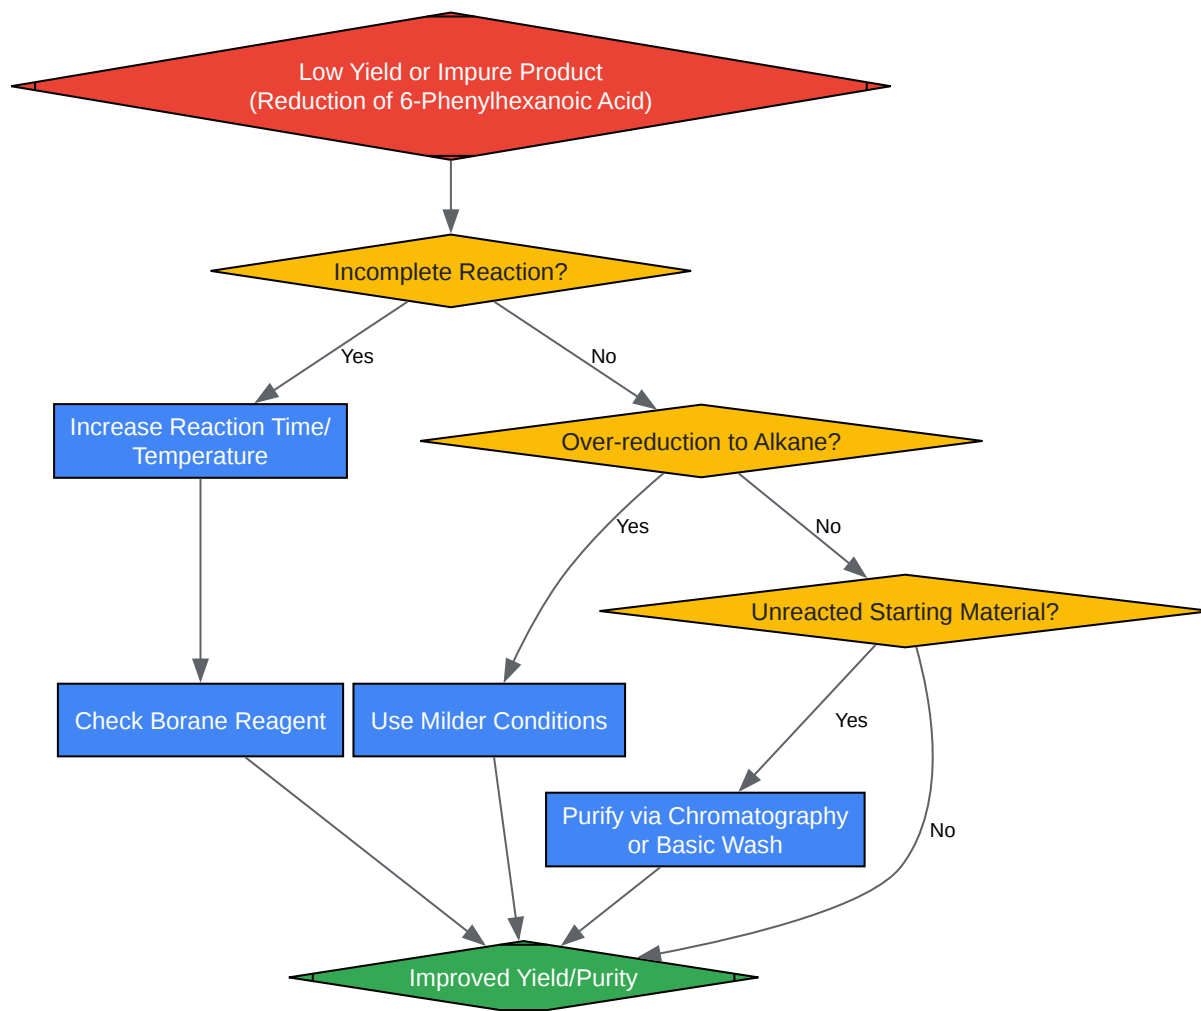 Low Yield or Impure Product
(Reduction of 6-Phenylhexanoic Acid)
Incomplete Reaction?
Yes
No
Increase Reaction Time/
Temperature
Over-reduction to Alkane?
Yes
No
Unreacted Starting Material?
Check Borane Reagent
Use Milder Conditions
Yes
Purify via Chromatography
or Basic Wash
No
Improved Yield/Purity